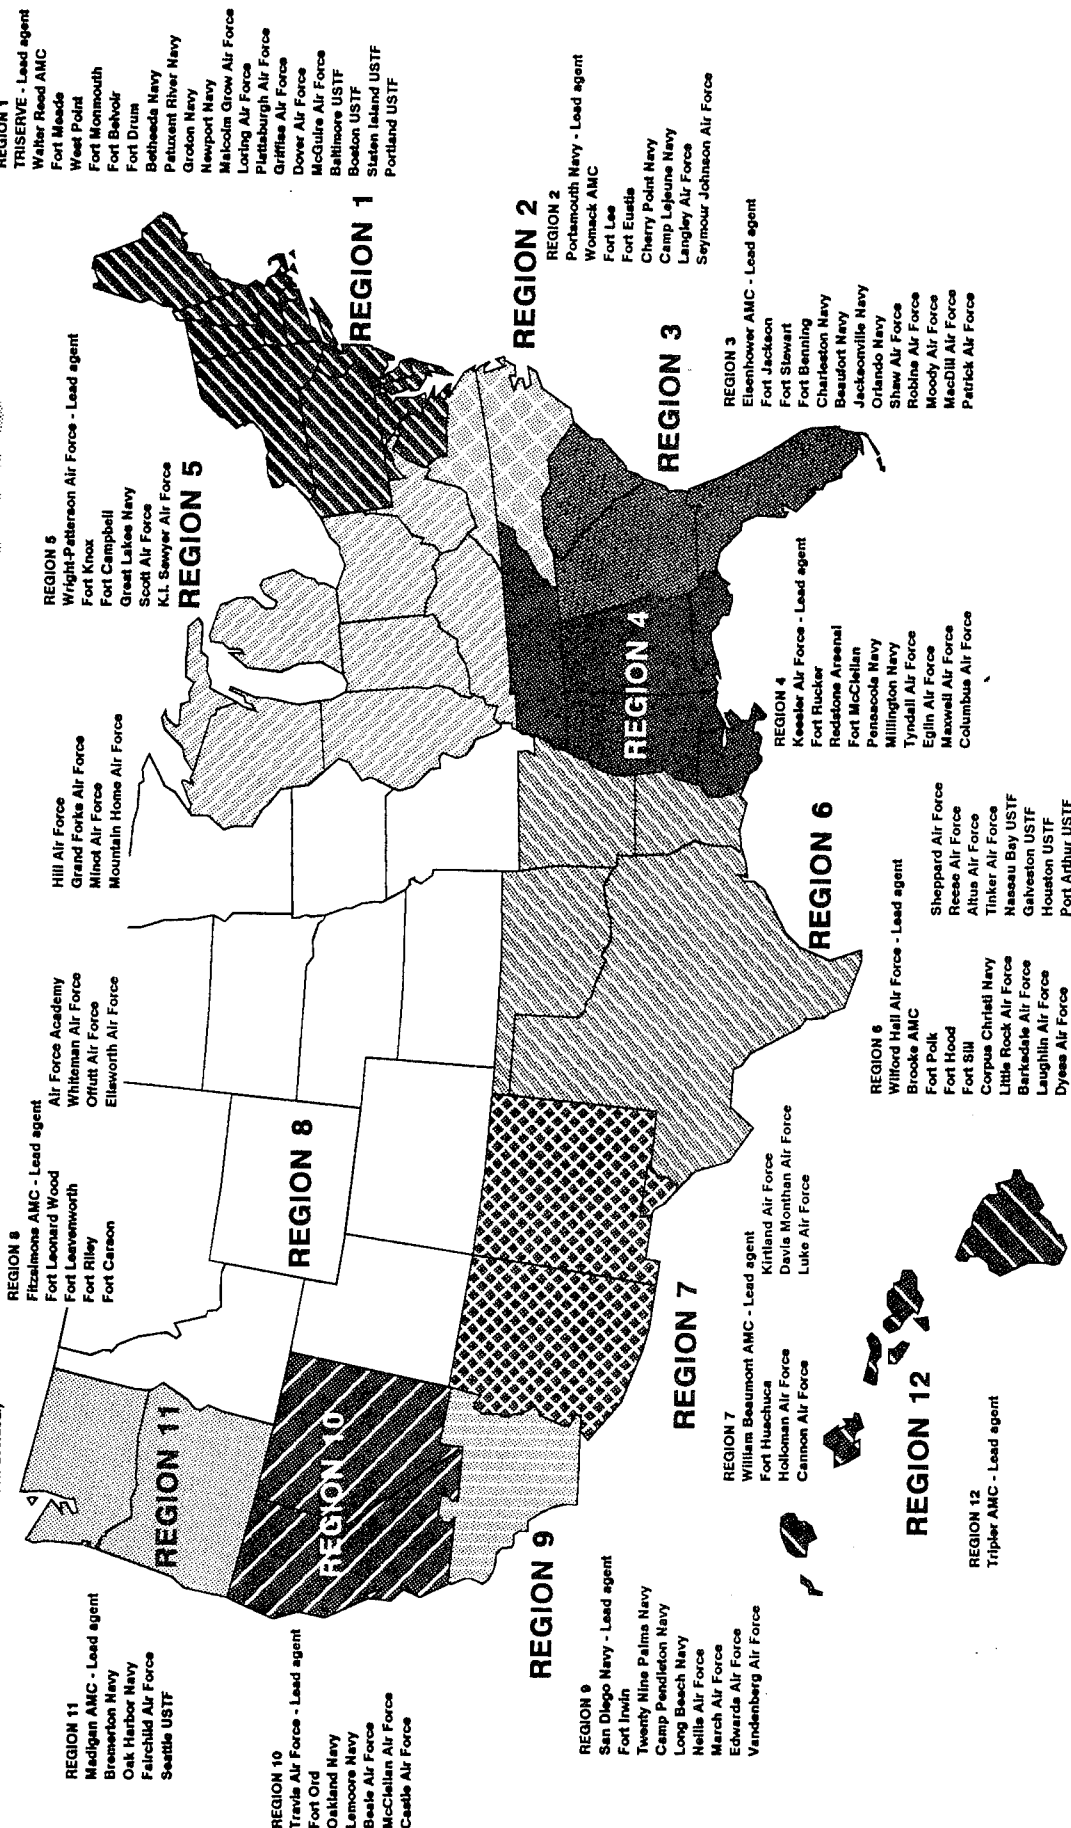 REGION 1
TRISERVE - Lead agent
Walter Reed AMC
Fort Meade
West Point
Fort Monmouth
Fort Belvoir
Fort Drum
Bethesda Navy
Patuxent River Navy
Groton Navy
Newport Navy
Malcolm Grow Air Force
Loring Air Force
Plattsburgh Air Force
Griffiss Air Force
Dover Air Force
McGuire Air Force
Baltimore USTF
Boston USTF
Staten Island USTF
Portland USTF
REGION 1
REGION 2
REGION 2
Portsmouth Navy - Lead agent
Womack AMC
Fort Lee
Fort Eustis
Cherry Point Navy
Camp Lejeune Navy
Langley Air Force
Seymour Johnson Air Force
REGION 3
REGION 3
Eisenhower AMC - Lead agent
Fort Jackson
Fort Stewart
Fort Benning
Charleston Navy
Beaufort Navy
Jacksonville Navy
Orlando Navy
Shaw Air Force
Robins Air Force
Moody Air Force
MacDill Air Force
Patrick Air Force
REGION 5
Wright-Patterson Air Force - Lead agent
Fort Knox
Fort Campbell
Great Lakes Navy
Scott Air Force
K.I. Sawyer Air Force
REGION 5
REGION 4
REGION 4
Keesler Air Force - Lead agent
Fort Rucker
Redstone Arsenal
Fort McClellan
Pensacola Navy
Millington Navy
Tyndall Air Force
Eglin Air Force
Maxwell Air Force
Columbus Air Force
REGION 8
Fitzsimons AMC - Lead agent
Fort Leonard Wood
Fort Leavenworth
Fort Riley
Fort Carson
Air Force Academy
Whiteman Air Force
Offutt Air Force
Ellsworth Air Force
Hill Air Force
Grand Forks Air Force
Minot Air Force
Mountain Home Air Force
REGION 8
REGION 6
REGION 6
Wilford Hall Air Force - Lead agent
Brooke AMC
Fort Polk
Fort Hood
Fort Sill
Corpus Christi Navy
Little Rock Air Force
Barksdale Air Force
Laughlin Air Force
Dyess Air Force
Sheppard Air Force
Reese Air Force
Altus Air Force
Tinker Air Force
Nassau Bay USTF
Galveston USTF
Houston USTF
Port Arthur USTF
REGION 7
REGION 7
William Beaumont AMC - Lead agent
Fort Huachuca
Holloman Air Force
Cannon Air Force
Kirtland Air Force
Davis Monthan Air Force
Luke Air Force
REGION 11
REGION 11
Madigan AMC - Lead agent
Bremerton Navy
Oak Harbor Navy
Fairchild Air Force
Seattle USTF
REGION 10
REGION 10
Travis Air Force - Lead agent
Fort Ord
Oakland Navy
Lemoore Navy
Beale Air Force
McClellan Air Force
Castle Air Force
REGION 9
REGION 9
San Diego Navy - Lead agent
Fort Irwin
Twenty Nine Palms Navy
Camp Pendleton Navy
Long Beach Navy
Nellis Air Force
March Air Force
Edwards Air Force
Vandenberg Air Force
REGION 12
REGION 12
Tripler AMC - Lead agent